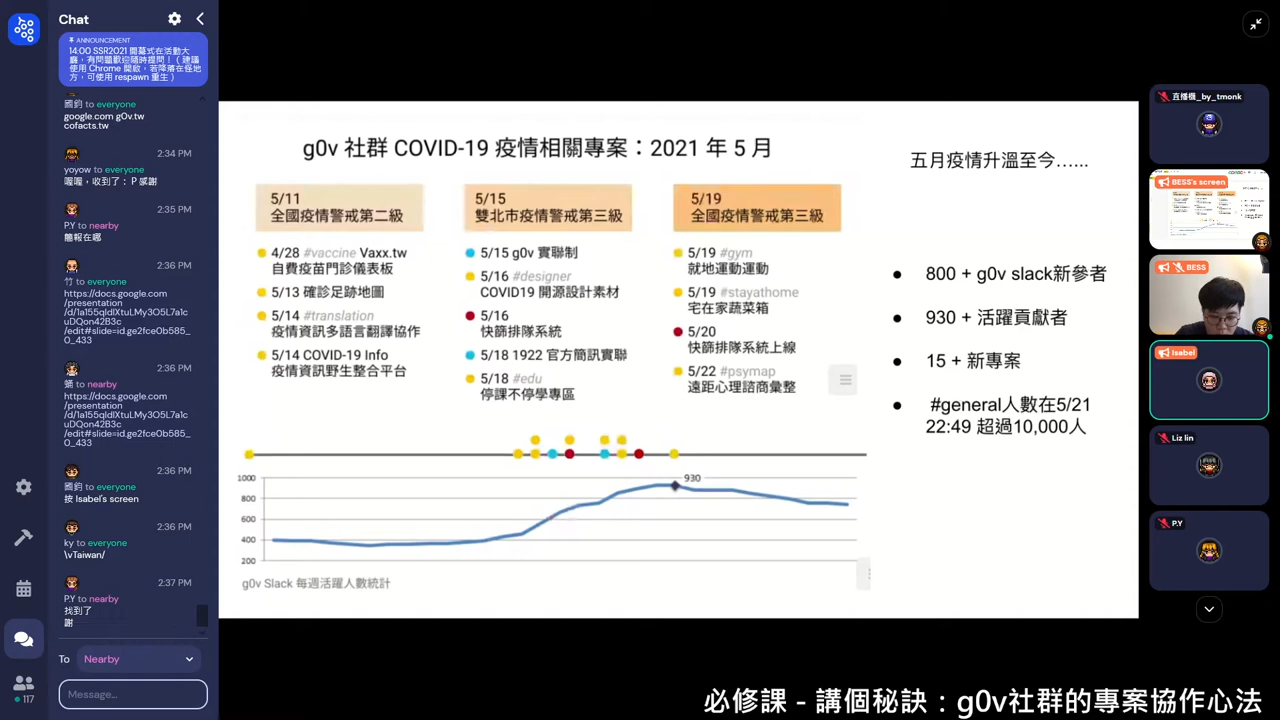 Chat
ANNOUNCEMENT
14:00 SSR2021 開幕式在活動大
廳，有問題歡迎隨時提問！（建議
使用 Chrome 開啟，若降落在怪地
方，可使用 respawn 重生）
國鈞 to everyone
google.com g0v.tw
cofacts.tw
2:34 PM
yoyow to everyone
喔喔，收到了：P 感謝
2:35 PM
P.Y to nearby
簡報在哪
2:36 PM
竹 to everyone
https://docs.google.com
/presentation
/d/1a155qldlXtuLMy3O5L7a1c
uDQon42B3c
/edit#slide=id.ge2fce0b585_
0_433
2:36 PM
蟎 to nearby
https://docs.google.com
/presentation
/d/1a155qldlXtuLMy3O5L7a1c
uDQon42B3c
/edit#slide=id.ge2fce0b585_
0_433
2:36 PM
國鈞 to everyone
按 Isabel's screen
2:36 PM
ky to everyone
\vTaiwan/
2:37 PM
P.Y to nearby
找到了
謝
To Nearby
Message...
117
g0v 社群 COVID-19 疫情相關專案：2021 年 5 月
5/11
全國疫情警戒第二級
4/28 #vaccine Vaxx.tw
自費疫苗門診儀表板
5/13 確診足跡地圖
5/14 #translation
疫情資訊多語言翻譯協作
5/14 COVID-19 Info
疫情資訊野生整合平台
5/15
雙北市疫情警戒第三級
5/15 g0v 實聯制
5/16 #designer
COVID19 開源設計素材
5/16
快篩排隊系統
5/18 1922 官方簡訊實聯
5/18 #edu
停課不停學專區
5/19
全國疫情警戒第三級
5/19 #gym
就地運動運動
5/19 #stayathome
宅在家蔬菜箱
5/20
快篩排隊系統上線
5/22 #psymap
遠距心理諮商彙整
1000
800
600
400
200
930
g0v Slack 每週活躍人數統計
五月疫情升溫至今……
● 800 + g0v slack新參者
● 930 + 活躍貢獻者
● 15 + 新專案
● #general人數在5/21
22:49 超過10,000人
直播機_by_tmonk
BESS's screen
BESS
Isabel
Liz lin
P.Y
必修課 - 講個秘訣：g0v社群的專案協作心法